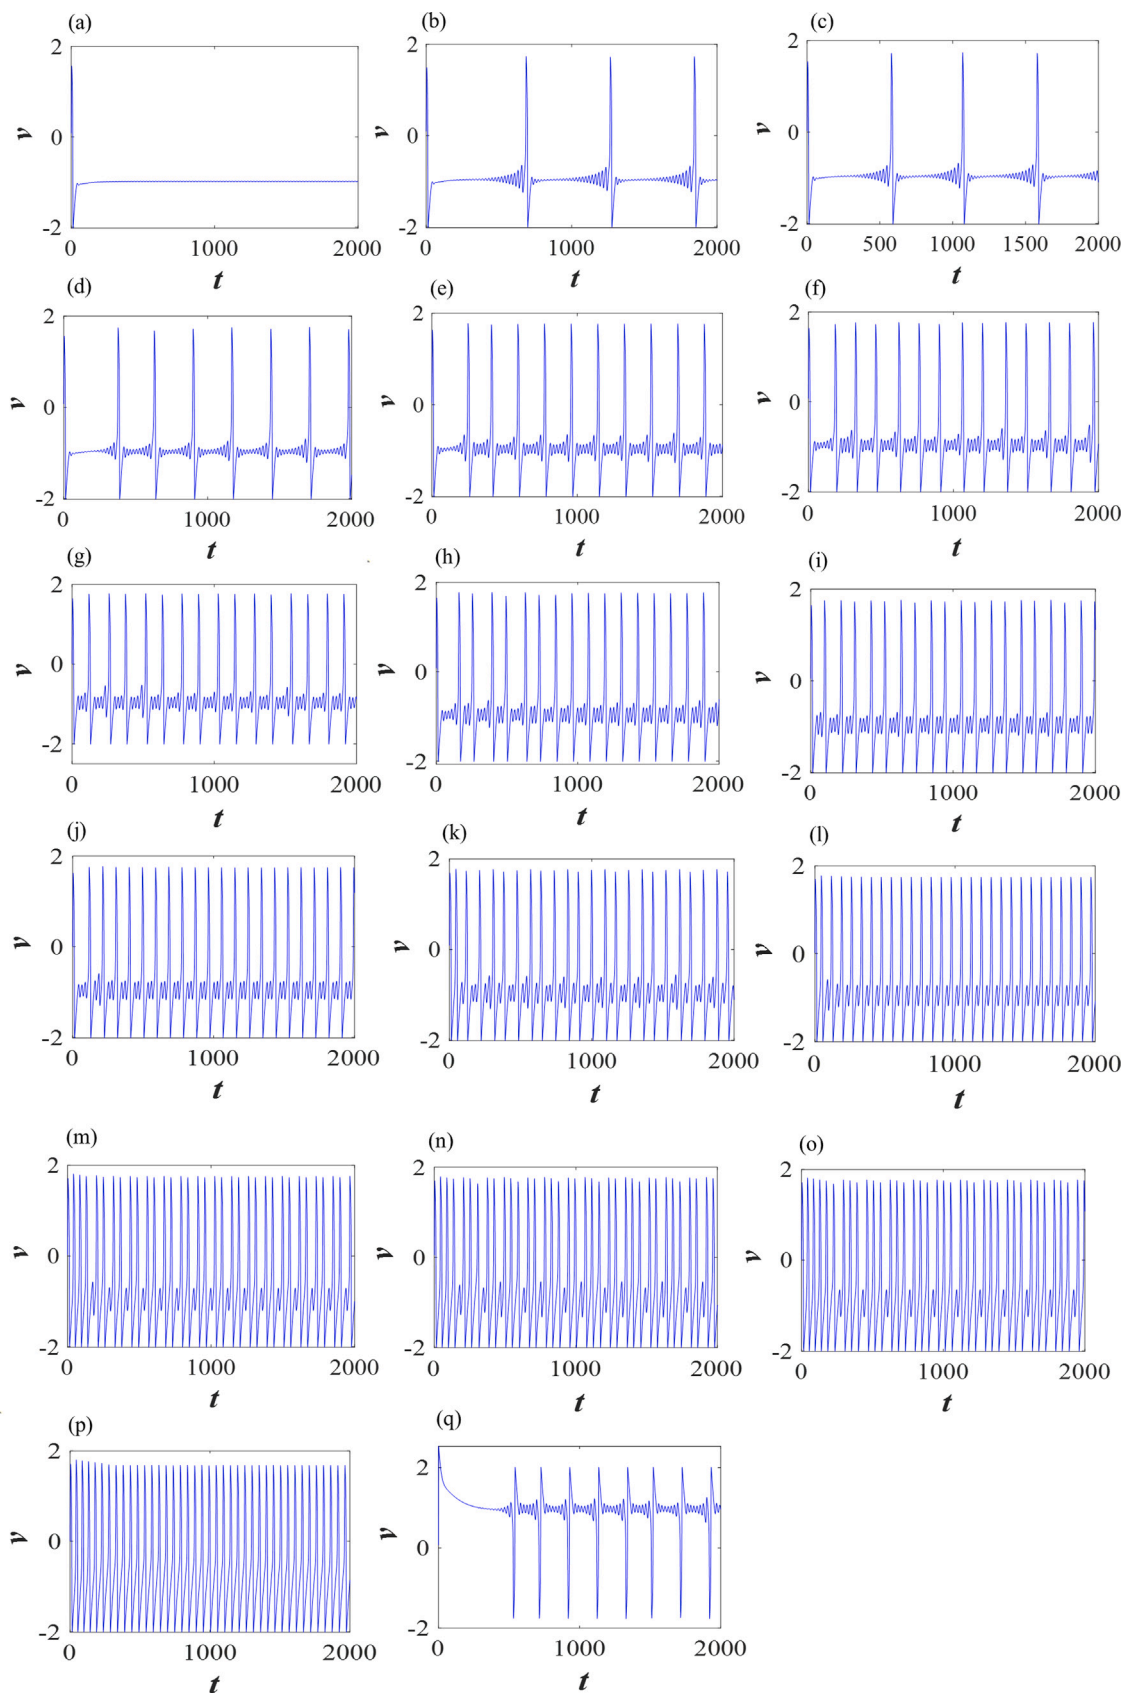 (a) (b) (c)
2 2 2
v 0 v 0 v 0
-2 -2 -2
0 1000 2000 0 1000 2000 0 500 1000 1500 2000
t t t
(d) (e) (f)
2 2 2
v 0 v 0 v 0
-2 -2 -2
0 1000 2000 0 1000 2000 0 1000 2000
t t t
(g) (h) (i)
2 2 2
v 0 v 0 v 0
-2 -2 -2
0 1000 2000 0 1000 2000 0 1000 2000
t t t
(j) (k) (l)
2 2 2
v 0 v 0 v 0
-2 -2 -2
0 1000 2000 0 1000 2000 0 1000 2000
t t t
(m) (n) (o)
2 2 2
v 0 v 0 v 0
-2 -2 -2
0 1000 2000 0 1000 2000 0 1000 2000
t t t
(p) (q)
2 2
v 0 v 0
-2 -2
0 1000 2000 0 1000 2000
t t